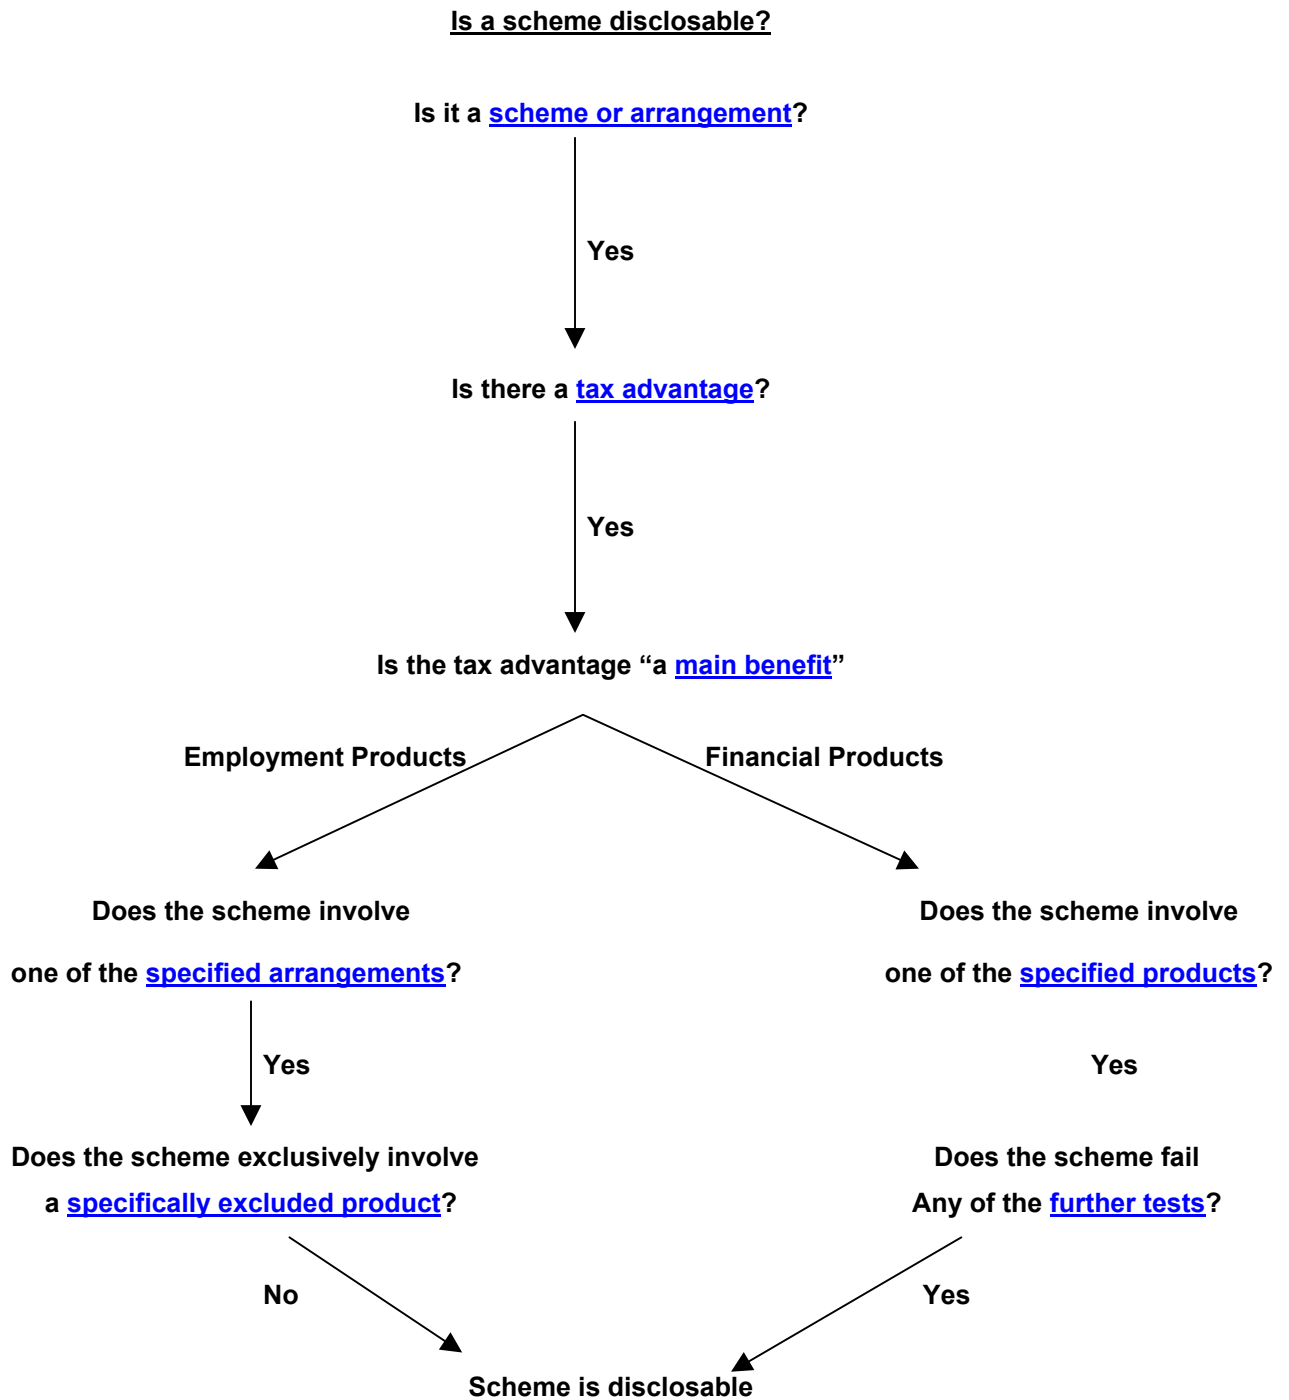 Is a scheme disclosable?
Is it a scheme or arrangement?
Yes
Is there a tax advantage?
Yes
Is the tax advantage “a main benefit”
Employment Products
Financial Products
Does the scheme involve
one of the specified arrangements?
Yes
Does the scheme exclusively involve
a specifically excluded product?
No
Does the scheme involve
one of the specified products?
Yes
Does the scheme fail
Any of the further tests?
Yes
Scheme is disclosable